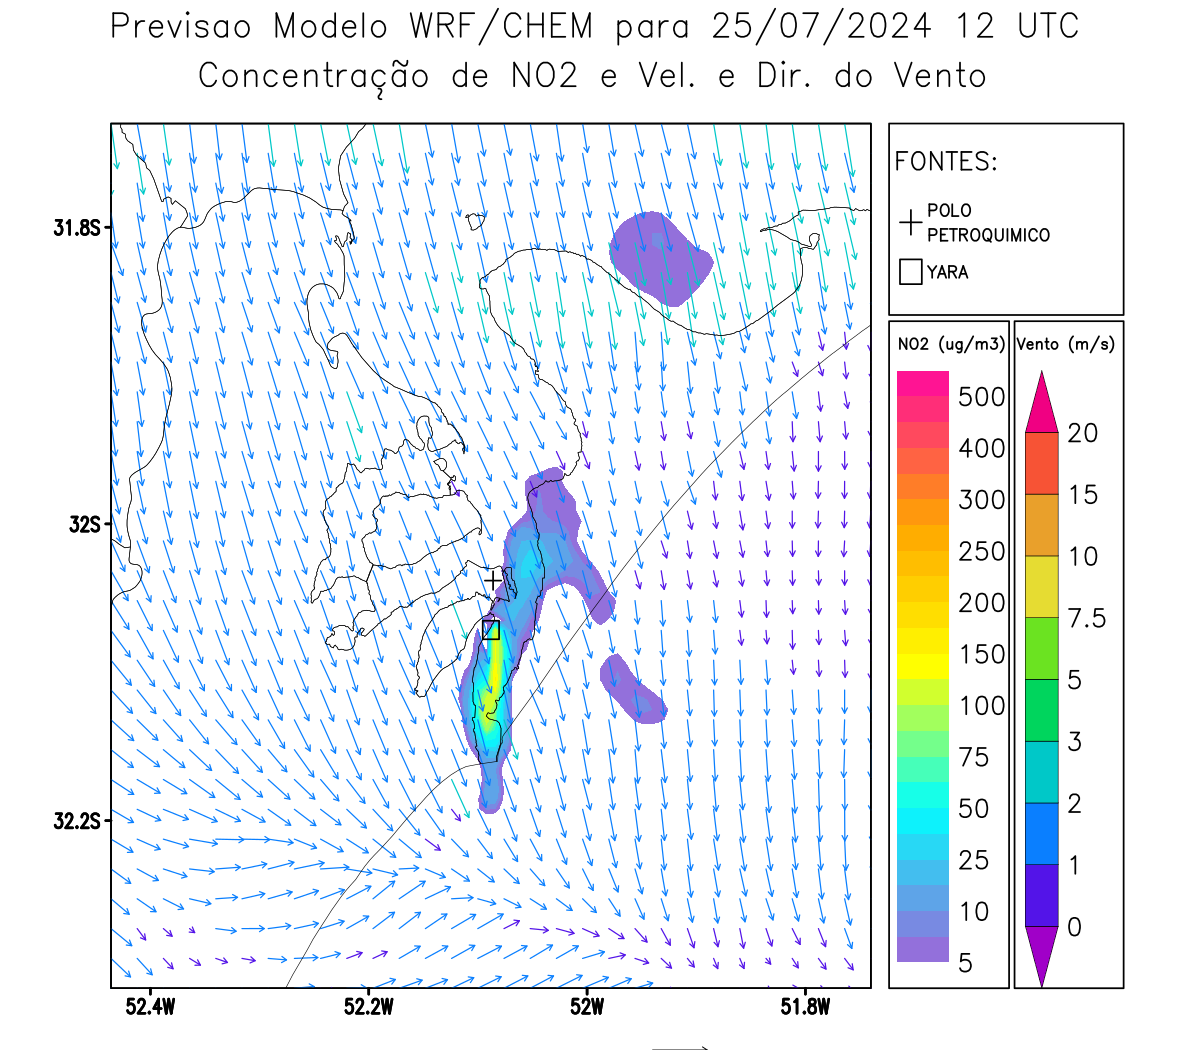 Previsao Modelo WRF/CHEM para 25/07/2024 12 UTC
Concentração de NO2 e Vel. e Dir. do Vento
FONTES:
POLO
PETROQUIMICO
YARA
NO2 (ug/m3)
500
400
300
250
200
150
100
75
50
25
10
5
Vento (m/s)
20
15
10
7.5
5
3
2
1
0
31.8S
32S
32.2S
52.4W
52.2W
52W
51.8W